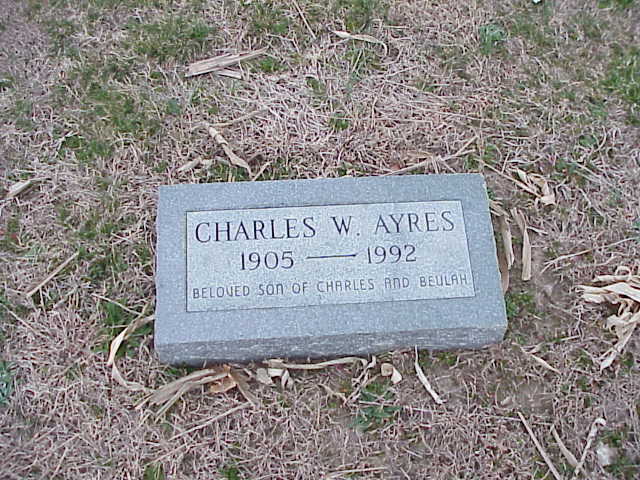 CHARLES W. AYRES
1905 — 1992
BELOVED SON OF CHARLES AND BEULAH